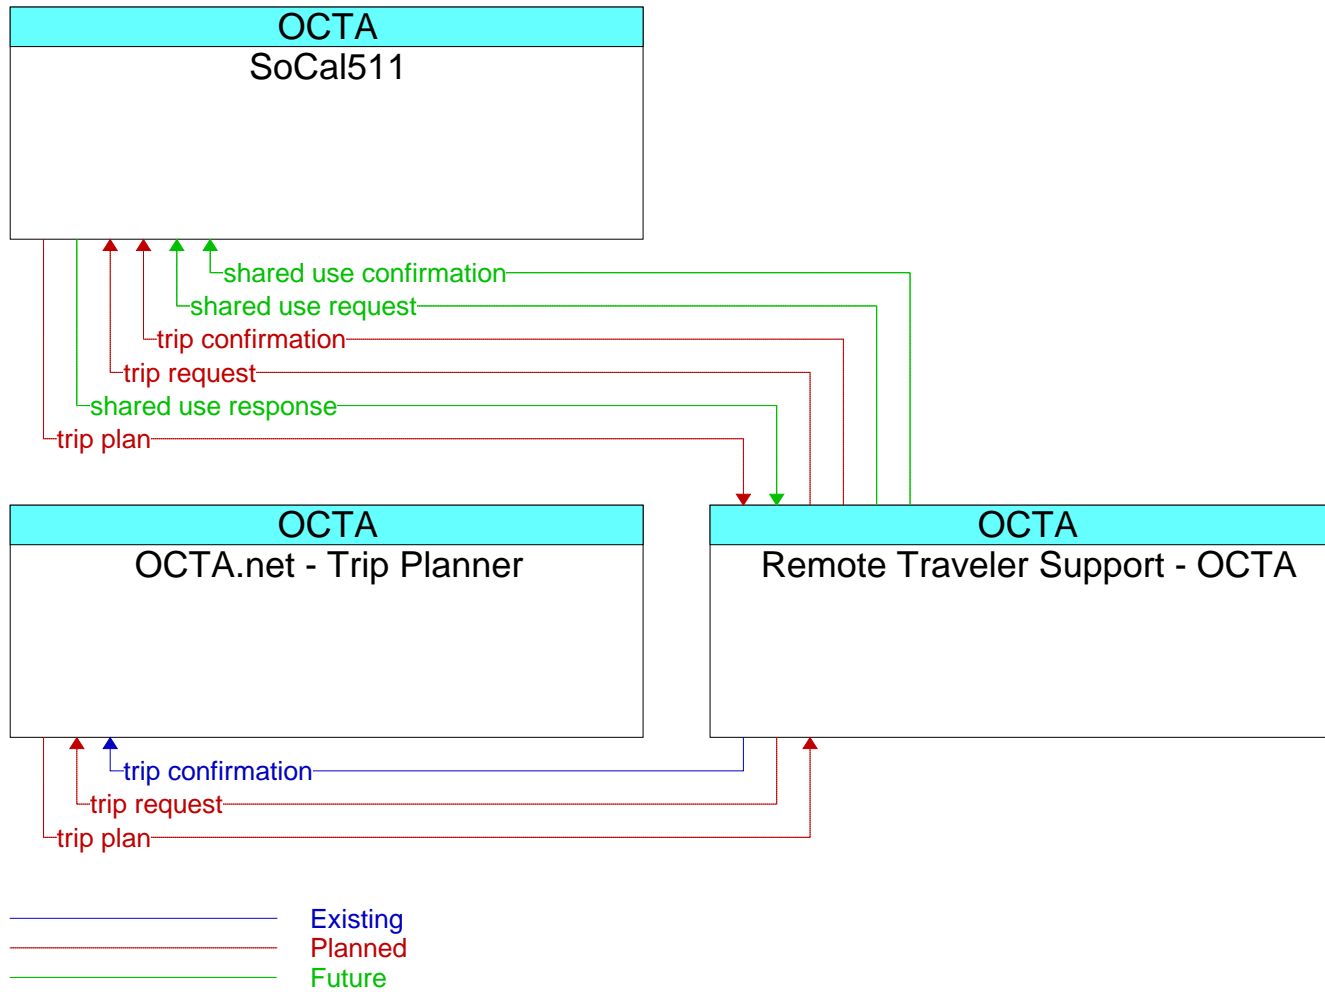 OCTA
SoCal511
shared use confirmation
shared use request
trip confirmation
trip request
shared use response
trip plan
OCTA
OCTA.net - Trip Planner
OCTA
Remote Traveler Support - OCTA
trip confirmation
trip request
trip plan
Existing
Planned
Future